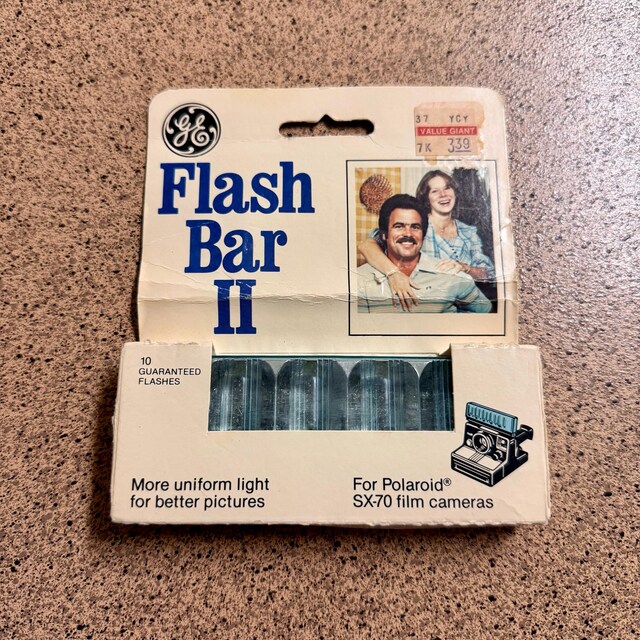 GE
37 YCY
VALUE GIANT
7K 339
Flash
Bar
II
10
GUARANTEED
FLASHES
More uniform light
for better pictures
For Polaroid®
SX-70 film cameras